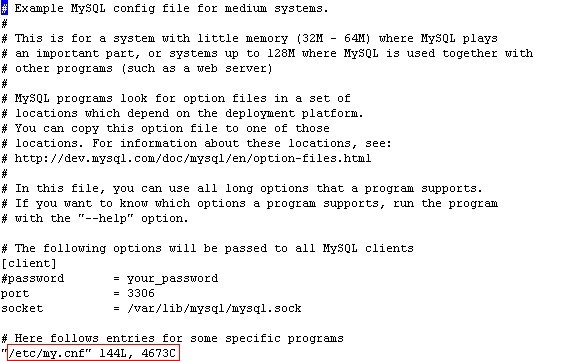 # Example MySQL config file for medium systems.
#
# This is for a system with little memory (32M - 64M) where MySQL plays
# an important part, or systems up to 128M where MySQL is used together with
# other programs (such as a web server)
#
# MySQL programs look for option files in a set of
# locations which depend on the deployment platform.
# You can copy this option file to one of those
# locations. For information about these locations, see:
# http://dev.mysql.com/doc/mysql/en/option-files.html
#
# In this file, you can use all long options that a program supports.
# If you want to know which options a program supports, run the program
# with the "--help" option.

# The following options will be passed to all MySQL clients
[client]
#password       = your_password
port            = 3306
socket          = /var/lib/mysql/mysql.sock

# Here follows entries for some specific programs
"/etc/my.cnf" 144L, 4673C